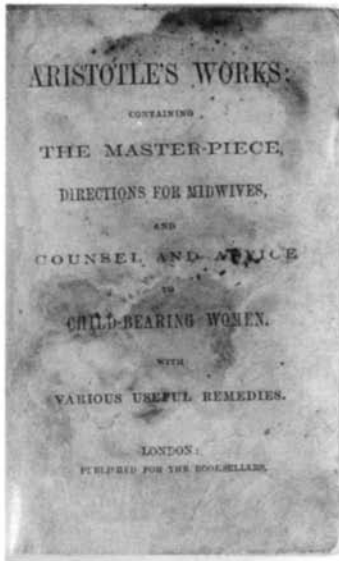 ARISTOTLE'S WORKS:
CONTAINING
THE MASTER-PIECE,
DIRECTIONS FOR MIDWIVES,
AND
COUNSEL AND ADVICE
TO
CHILD-BEARING WOMEN.
WITH
VARIOUS USEFUL REMEDIES.
LONDON:
PUBLISHED FOR THE BOOKSELLERS.